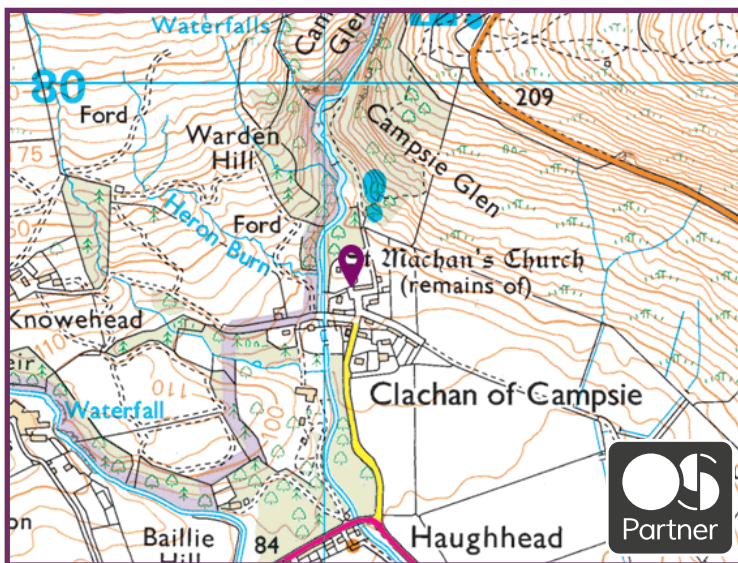 Waterfalls
Glen
80
209
Ford
Warden
Hill
Campsie Glen
175
Heron Burn
Ford
St Machan's Church
(remains of)
Knowehead
110
110
100
Clachan of Campsie
Waterfall
OS
Partner
Baillie
Hill
84
Haughhead